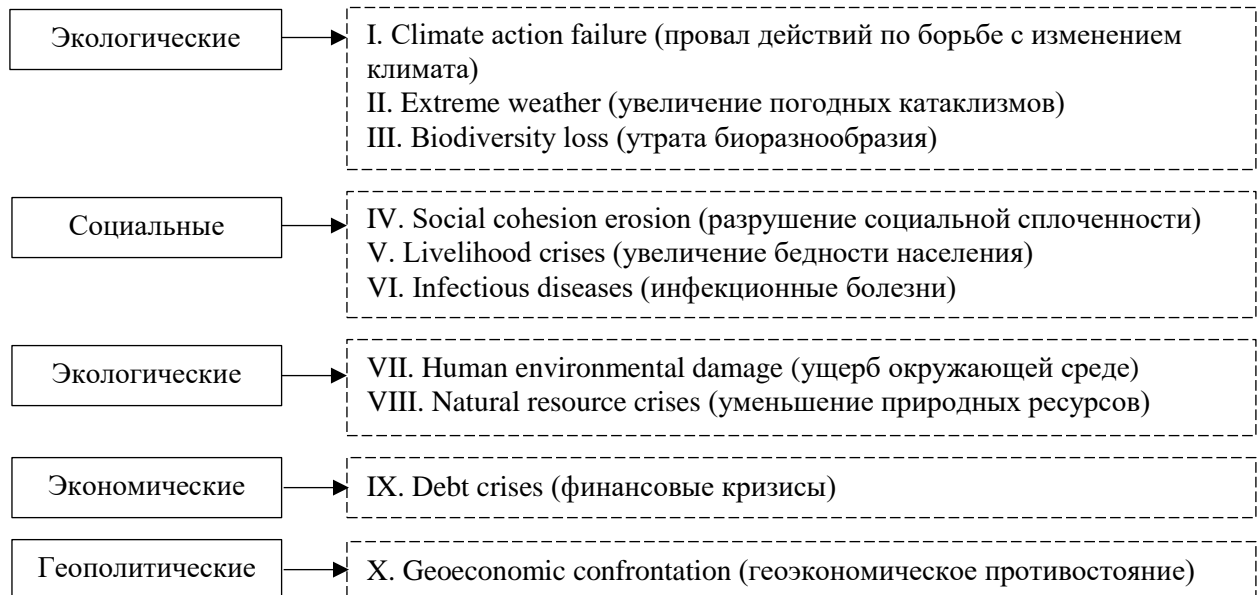 Экологические
I. Climate action failure (провал действий по борьбе с изменением
климата)
II. Extreme weather (увеличение погодных катаклизмов)
III. Biodiversity loss (утрата биоразнообразия)
Социальные
IV. Social cohesion erosion (разрушение социальной сплоченности)
V. Livelihood crises (увеличение бедности населения)
VI. Infectious diseases (инфекционные болезни)
Экологические
VII. Human environmental damage (ущерб окружающей среде)
VIII. Natural resource crises (уменьшение природных ресурсов)
Экономические
IX. Debt crises (финансовые кризисы)
Геополитические
X. Geoeconomic confrontation (геоэкономическое противостояние)